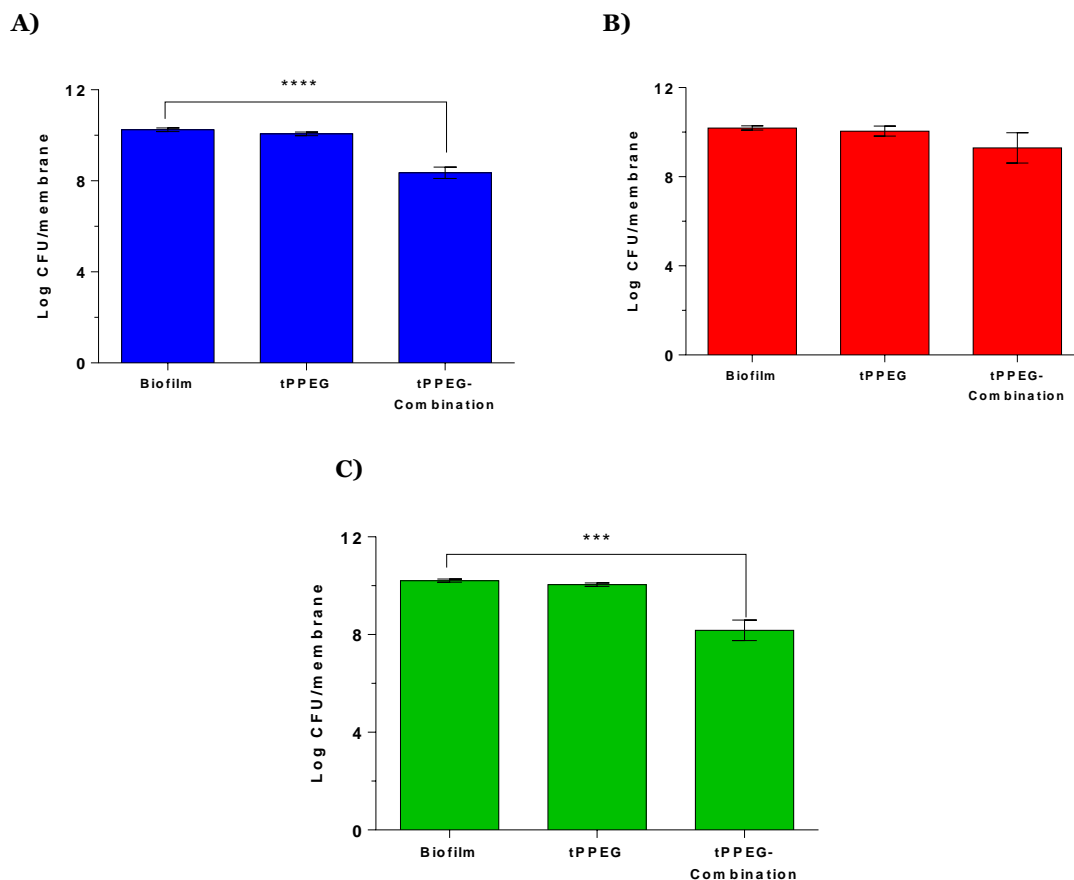 A)
****
12
8
4
0
Log CFU/membrane
Biofilm
tPPEG
tPPEG-
Combination
B)
12
8
4
0
Log CFU/membrane
Biofilm
tPPEG
tPPEG-
Combination
C)
***
12
8
4
0
Log CFU/membrane
Biofilm
tPPEG
tPPEG-
Combination